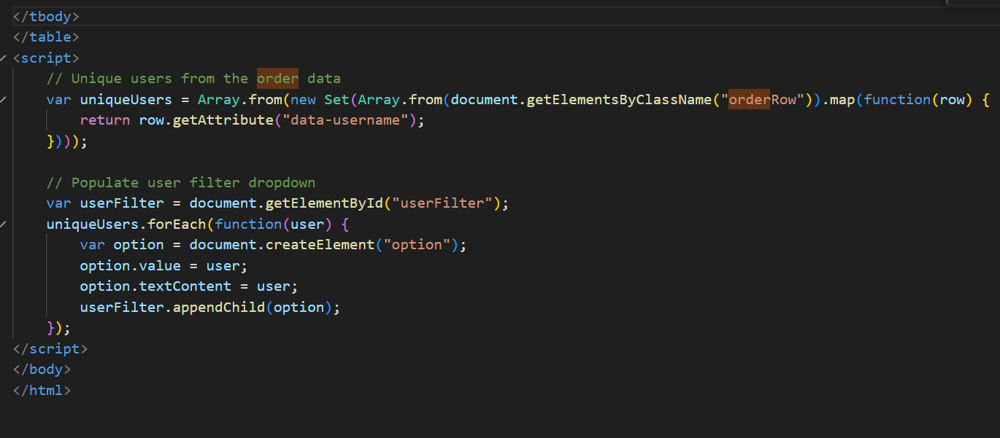 </tbody>
</table>
<script>
    // Unique users from the order data
    var uniqueUsers = Array.from(new Set(Array.from(document.getElementsByClassName("orderRow")).map(function(row) {
        return row.getAttribute("data-username");
    })));

    // Populate user filter dropdown
    var userFilter = document.getElementById("userFilter");
    uniqueUsers.forEach(function(user) {
        var option = document.createElement("option");
        option.value = user;
        option.textContent = user;
        userFilter.appendChild(option);
    });
</script>
</body>
</html>